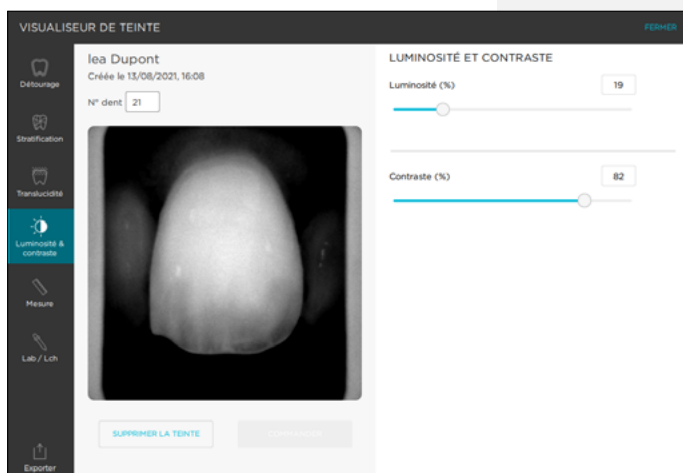 VISUALISEUR DE TEINTE
FERMER
Détourage
Stratification
Translucidité
Luminosité &
contraste
Mesure
Lab / Lch
Exporter
lea Dupont
Créée le 13/08/2021, 16:08
N° dent 21
SUPPRIMER LA TEINTE
LUMINOSITÉ ET CONTRASTE
Luminosité (%) 19
Contraste (%) 82